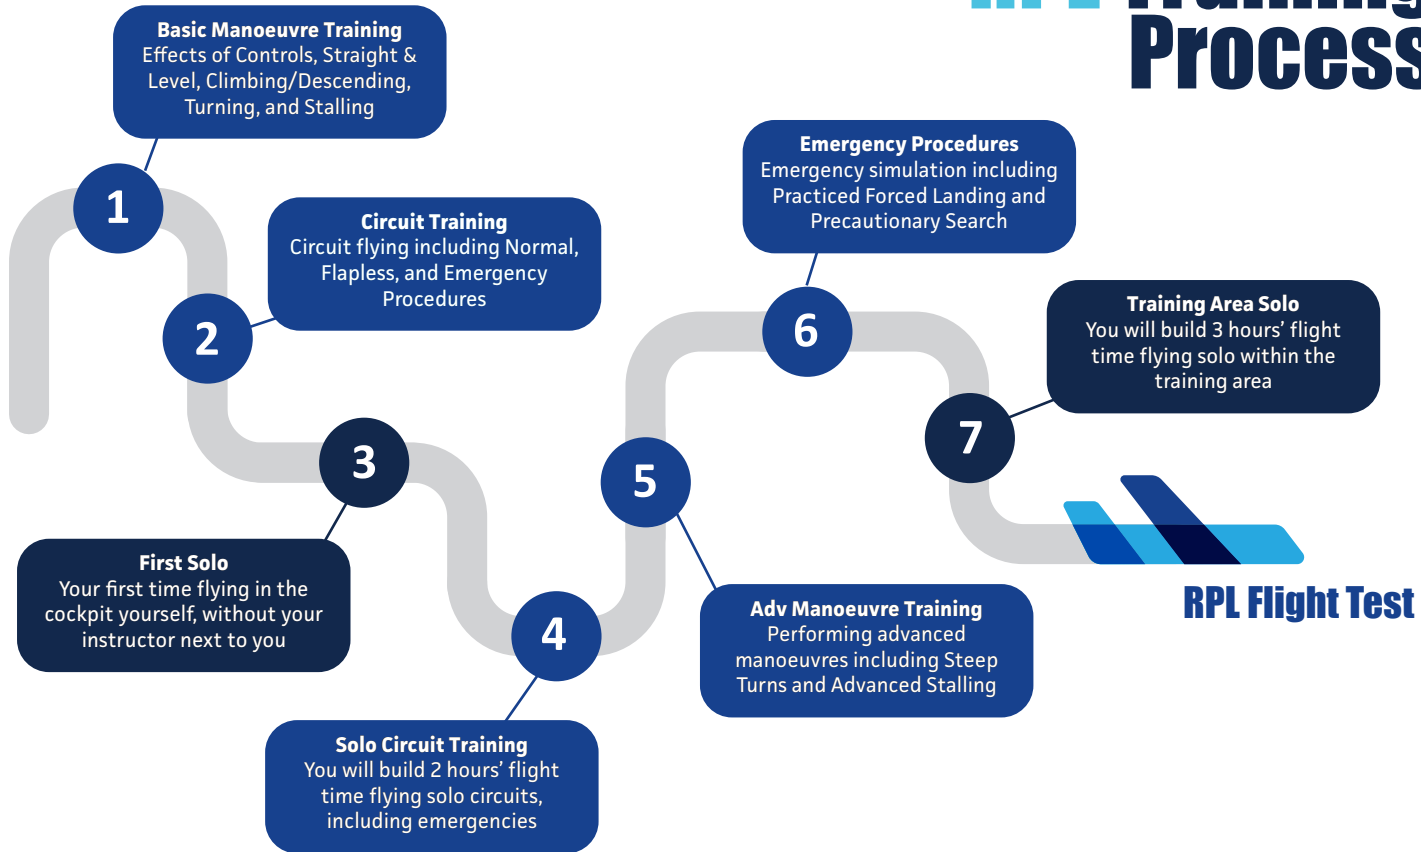 RPL Training
Process
Basic Manoeuvre Training
Effects of Controls, Straight &
Level, Climbing/Descending,
Turning, and Stalling
1
Circuit Training
Circuit flying including Normal,
Flapless, and Emergency
Procedures
2
First Solo
Your first time flying in the
cockpit yourself, without your
instructor next to you
3
Solo Circuit Training
You will build 2 hours’ flight
time flying solo circuits,
including emergencies
4
Adv Manoeuvre Training
Performing advanced
manoeuvres including Steep
Turns and Advanced Stalling
5
Emergency Procedures
Emergency simulation including
Practiced Forced Landing and
Precautionary Search
6
Training Area Solo
You will build 3 hours’ flight
time flying solo within the
training area
7
RPL Flight Test